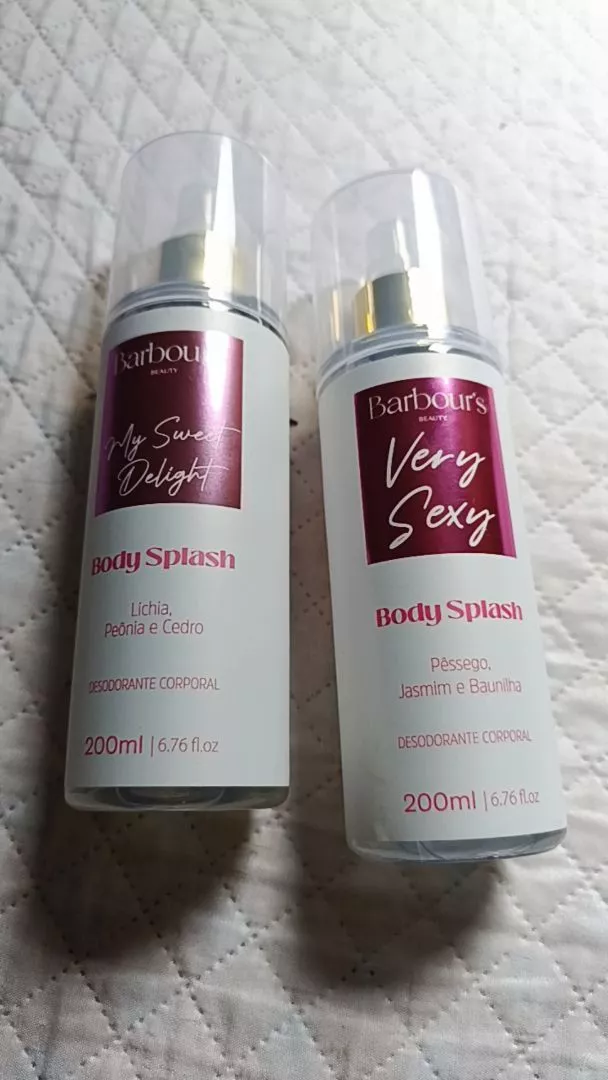 Barbour's
BEAUTY
My Sweet
Delight
Body Splash
Lichia,
Peônia e Cedro
DESODORANTE CORPORAL
200ml | 6.76 fl.oz
Barbour's
BEAUTY
Very
Sexy
Body Splash
Pêssego,
Jasmim e Baunilha
DESODORANTE CORPORAL
200ml | 6.76 fl.oz